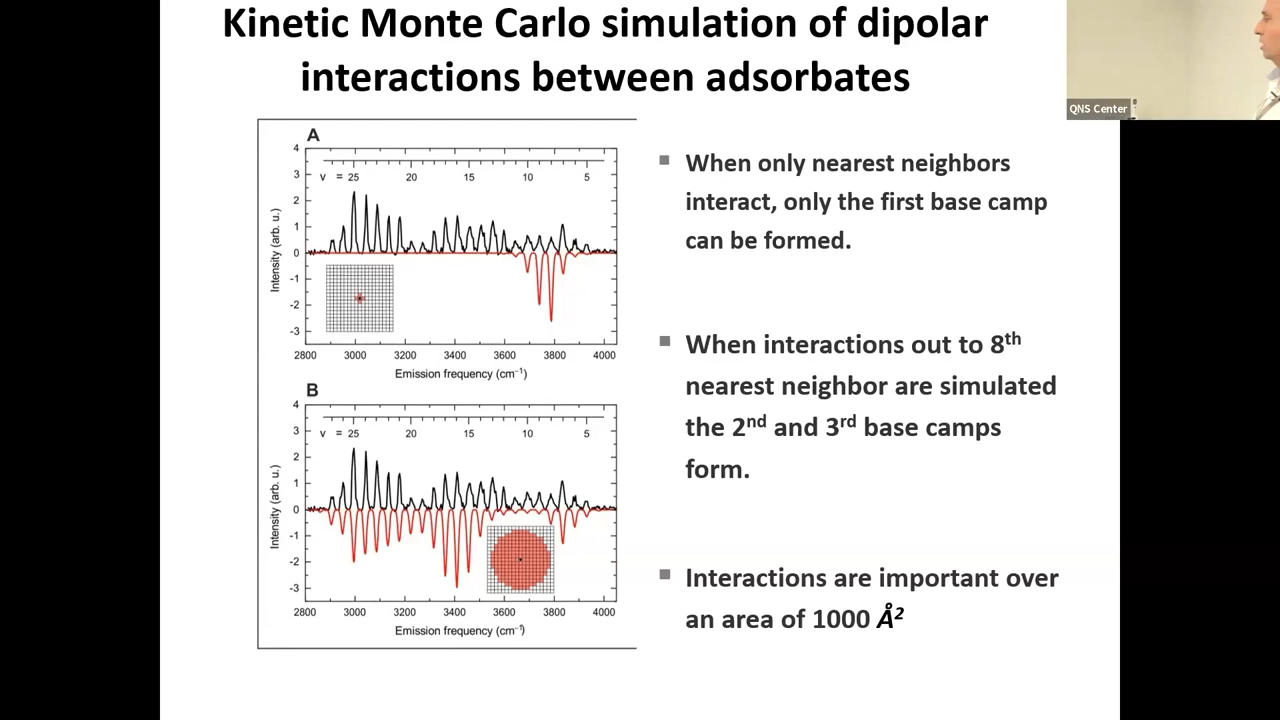 Kinetic Monte Carlo simulation of dipolar
interactions between adsorbates
QNS Center
A
4
3
2
1
0
-1
-2
-3
v = 25 20 15 10 5
Intensity (arb. u.)
2800 3000 3200 3400 3600 3800 4000
Emission frequency (cm⁻¹)
B
4
3
2
1
0
-1
-2
-3
v = 25 20 15 10 5
Intensity (arb. u.)
2800 3000 3200 3400 3600 3800 4000
Emission frequency (cm⁻¹)
▪ When only nearest neighbors
interact, only the first base camp
can be formed.
▪ When interactions out to 8th
nearest neighbor are simulated
the 2nd and 3rd base camps
form.
▪ Interactions are important over
an area of 1000 Å²